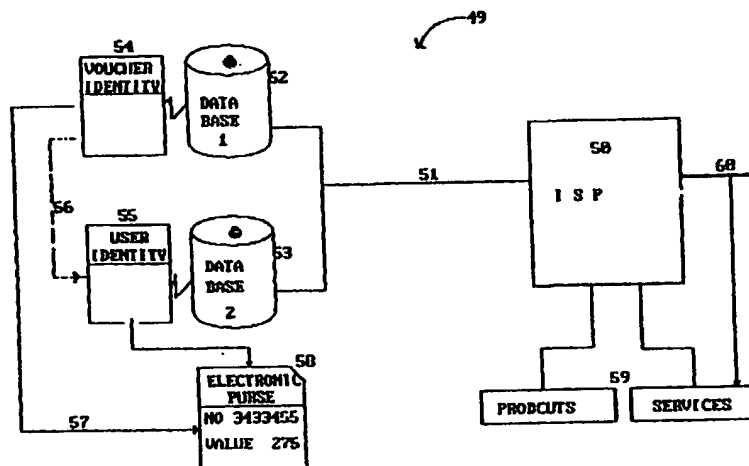 49
54
VOUCHER
IDENTITY
52
DATA
BASE
1
50
I S P
51
60
56
55
USER
IDENTITY
53
DATA
BASE
2
58
ELECTRONIC
PURSE
NO 3433455
VALUE 275
57
59
PRODCUTS
SERVICES